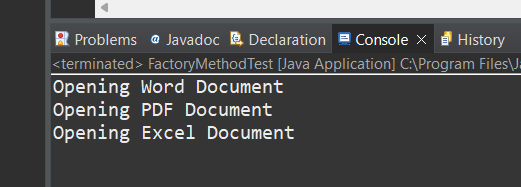 Problems Javadoc Declaration Console History
<terminated> FactoryMethodTest [Java Application] C:\Program Files\Ja
Opening Word Document
Opening PDF Document
Opening Excel Document